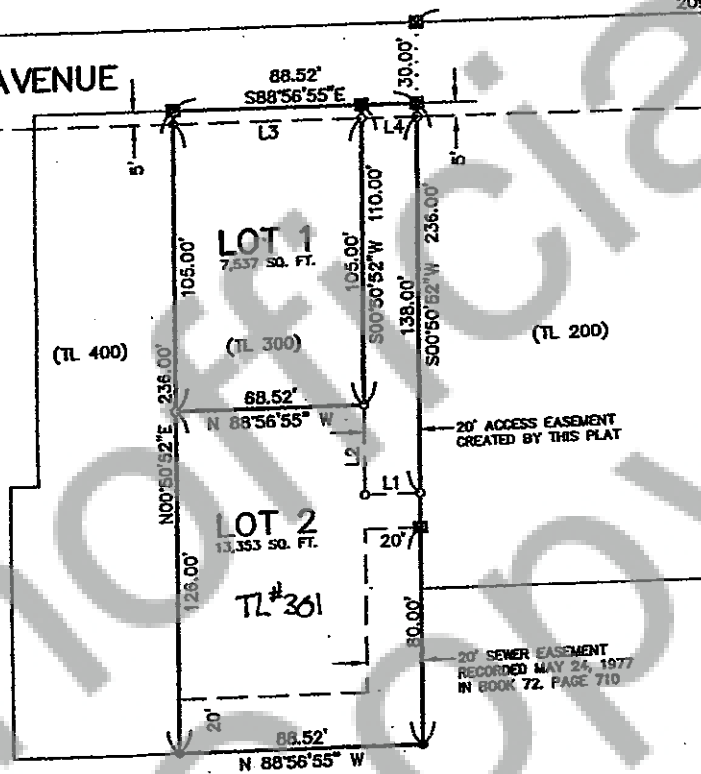 20
AVENUE
88.52'
S88°56'55"E
30.00'
L3
L4
5'
5'
LOT 1
7,537 SQ. FT.
105.00'
105.00'
S00°50'52"W 110.00'
138.00'
S00°50'52"W 236.00'
(TL 400)
(TL 300)
(TL 200)
N00°50'52"E 236.00'
68.52'
N 88°56'55" W
20' ACCESS EASEMENT
CREATED BY THIS PLAT
L2
L1
LOT 2
13,353 SQ. FT.
20'
TL#301
126.00'
80.00'
20' SEWER EASEMENT
RECORDED MAY 24, 1977
IN BOOK 72, PAGE 710
20'
88.52'
N 88°56'55" W